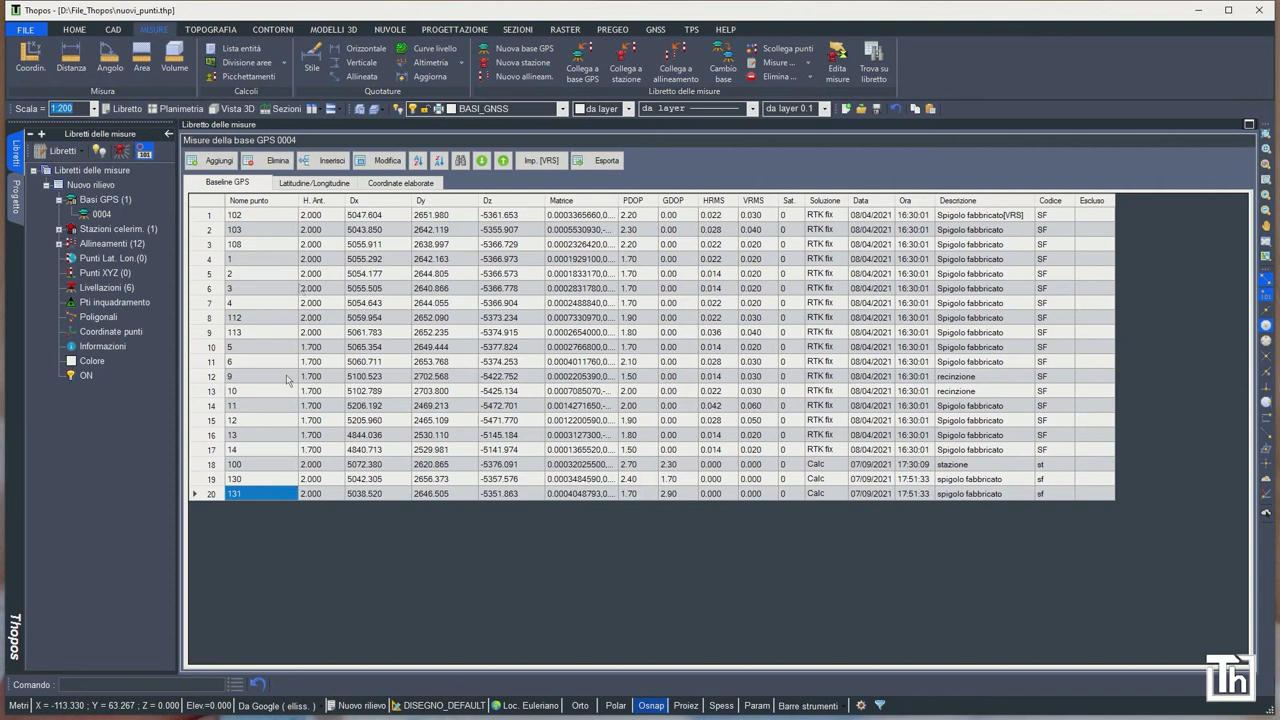 Thopos - [D:\File_Thopos\nuovi_punti.thp]
FILE HOME CAD MISURE TOPOGRAFIA CONTORNI MODELLI 3D NUVOLE PROGETTAZIONE SEZIONI RASTER PREGEO GNSS TPS HELP
Lista entità Orizzontale Curve livello Nuova base GPS Scollega punti
Divisione aree Verticale Altimetria Nuova stazione Misure ...
Coordin. Distanza Angolo Area Volume Picchettamenti Stile Allineata Aggiorna Nuovo allineam. Collega a base GPS Collega a stazione Collega a allineamento Cambio base Elimina ... Edita misure Trova su libretto
Misura Calcoli Quotature Libretto delle misure
Scala = 1:200 Libretto Planimetria Vista 3D Sezioni BASI_GNSS da layer da layer da layer 0.1
Libretti delle misure Libretto delle misure
Misure della base GPS 0004
Libretti 101 Aggiungi Elimina Inserisci Modifica Imp. [VRS] Esporta
Libretti
Progetto
Libretti delle misure
Nuovo rilievo
Basi GPS (1)
0004
Stazioni celerim. (1)
Allineamenti (12)
Punti Lat. Lon.(0)
Punti XYZ (0)
Livellazioni (6)
Pti inquadramento
Poligonali
Coordinate punti
Informazioni
Colore
ON
Baseline GPS Latitudine/Longitudine Coordinate elaborate
Nome punto H. Ant. Dx Dy Dz Matrice PDOP GDOP HRMS VRMS Sat. Soluzione Data Ora Descrizione Codice Escluso
1 102 2.000 5047.604 2651.980 -5361.653 0.0003365660,0.... 2.20 0.00 0.022 0.030 0 RTK fix 08/04/2021 16:30:01 Spigolo fabbricato[VRS] SF
2 103 2.000 5043.850 2642.119 -5355.907 0.0005530930,-... 2.30 0.00 0.028 0.040 0 RTK fix 08/04/2021 16:30:01 Spigolo fabbricato SF
3 108 2.000 5055.911 2638.997 -5366.729 0.0002326420,0.... 2.20 0.00 0.022 0.020 0 RTK fix 08/04/2021 16:30:01 Spigolo fabbricato SF
4 1 2.000 5055.292 2642.163 -5366.973 0.0001929100,0.... 1.70 0.00 0.022 0.020 0 RTK fix 08/04/2021 16:30:01 Spigolo fabbricato SF
5 2 2.000 5054.177 2644.805 -5366.573 0.0001833170,0.... 1.70 0.00 0.014 0.020 0 RTK fix 08/04/2021 16:30:01 Spigolo fabbricato SF
6 3 2.000 5055.505 2640.866 -5366.778 0.0002831780,0.... 1.70 0.00 0.014 0.020 0 RTK fix 08/04/2021 16:30:01 Spigolo fabbricato SF
7 4 2.000 5054.643 2644.055 -5366.904 0.0002488840,0.... 1.70 0.00 0.022 0.020 0 RTK fix 08/04/2021 16:30:01 Spigolo fabbricato SF
8 112 2.000 5059.954 2652.090 -5373.234 0.0007330970,0.... 1.90 0.00 0.022 0.030 0 RTK fix 08/04/2021 16:30:01 Spigolo fabbricato SF
9 113 2.000 5061.783 2652.235 -5374.915 0.0002654000,0.... 1.80 0.00 0.036 0.040 0 RTK fix 08/04/2021 16:30:01 Spigolo fabbricato SF
10 5 1.700 5065.354 2649.444 -5377.824 0.0002766800,0.... 1.70 0.00 0.014 0.020 0 RTK fix 08/04/2021 16:30:01 Spigolo fabbricato SF
11 6 1.700 5060.711 2653.768 -5374.253 0.0004011760,0.... 2.10 0.00 0.028 0.030 0 RTK fix 08/04/2021 16:30:01 Spigolo fabbricato SF
12 9 1.700 5100.523 2702.568 -5422.752 0.0002205390,0.... 1.50 0.00 0.014 0.030 0 RTK fix 08/04/2021 16:30:01 recinzione SF
13 10 1.700 5102.789 2703.800 -5425.134 0.0007085070,0.... 2.00 0.00 0.022 0.030 0 RTK fix 08/04/2021 16:30:01 recinzione SF
14 11 1.700 5206.192 2469.213 -5472.701 0.0014271650,-... 2.00 0.00 0.042 0.060 0 RTK fix 08/04/2021 16:30:01 Spigolo fabbricato SF
15 12 1.700 5205.960 2465.109 -5471.770 0.0012200590,0.... 1.90 0.00 0.028 0.050 0 RTK fix 08/04/2021 16:30:01 Spigolo fabbricato SF
16 13 1.700 4844.036 2530.110 -5145.184 0.0003127300,-... 1.80 0.00 0.014 0.020 0 RTK fix 08/04/2021 16:30:01 Spigolo fabbricato SF
17 14 1.700 4840.713 2529.981 -5141.974 0.0001365520,0.... 1.50 0.00 0.014 0.020 0 RTK fix 08/04/2021 16:30:01 Spigolo fabbricato SF
18 100 2.000 5072.380 2620.865 -5376.091 0.00032025500,... 2.70 2.30 0.000 0.000 0 Calc 07/09/2021 17:30:09 stazione st
19 130 2.000 5042.305 2656.373 -5357.576 0.0003484590,0.... 2.40 1.70 0.000 0.000 0 Calc 07/09/2021 17:51:33 spigolo fabbricato sf
20 131 2.000 5038.520 2646.505 -5351.863 0.0004048793,0.... 1.70 2.90 0.000 0.000 0 Calc 07/09/2021 17:51:33 spigolo fabbricato sf
Thopos
Th
Comando :
Metri X = -113.330 ; Y = 63.267 ; Z = 0.000 Elev.=0.000 Da Google ( elliss. ) Nuovo rilievo DISEGNO_DEFAULT Loc. Euleriano Orto Polar Osnap Proiez Spess Param Barre strumenti